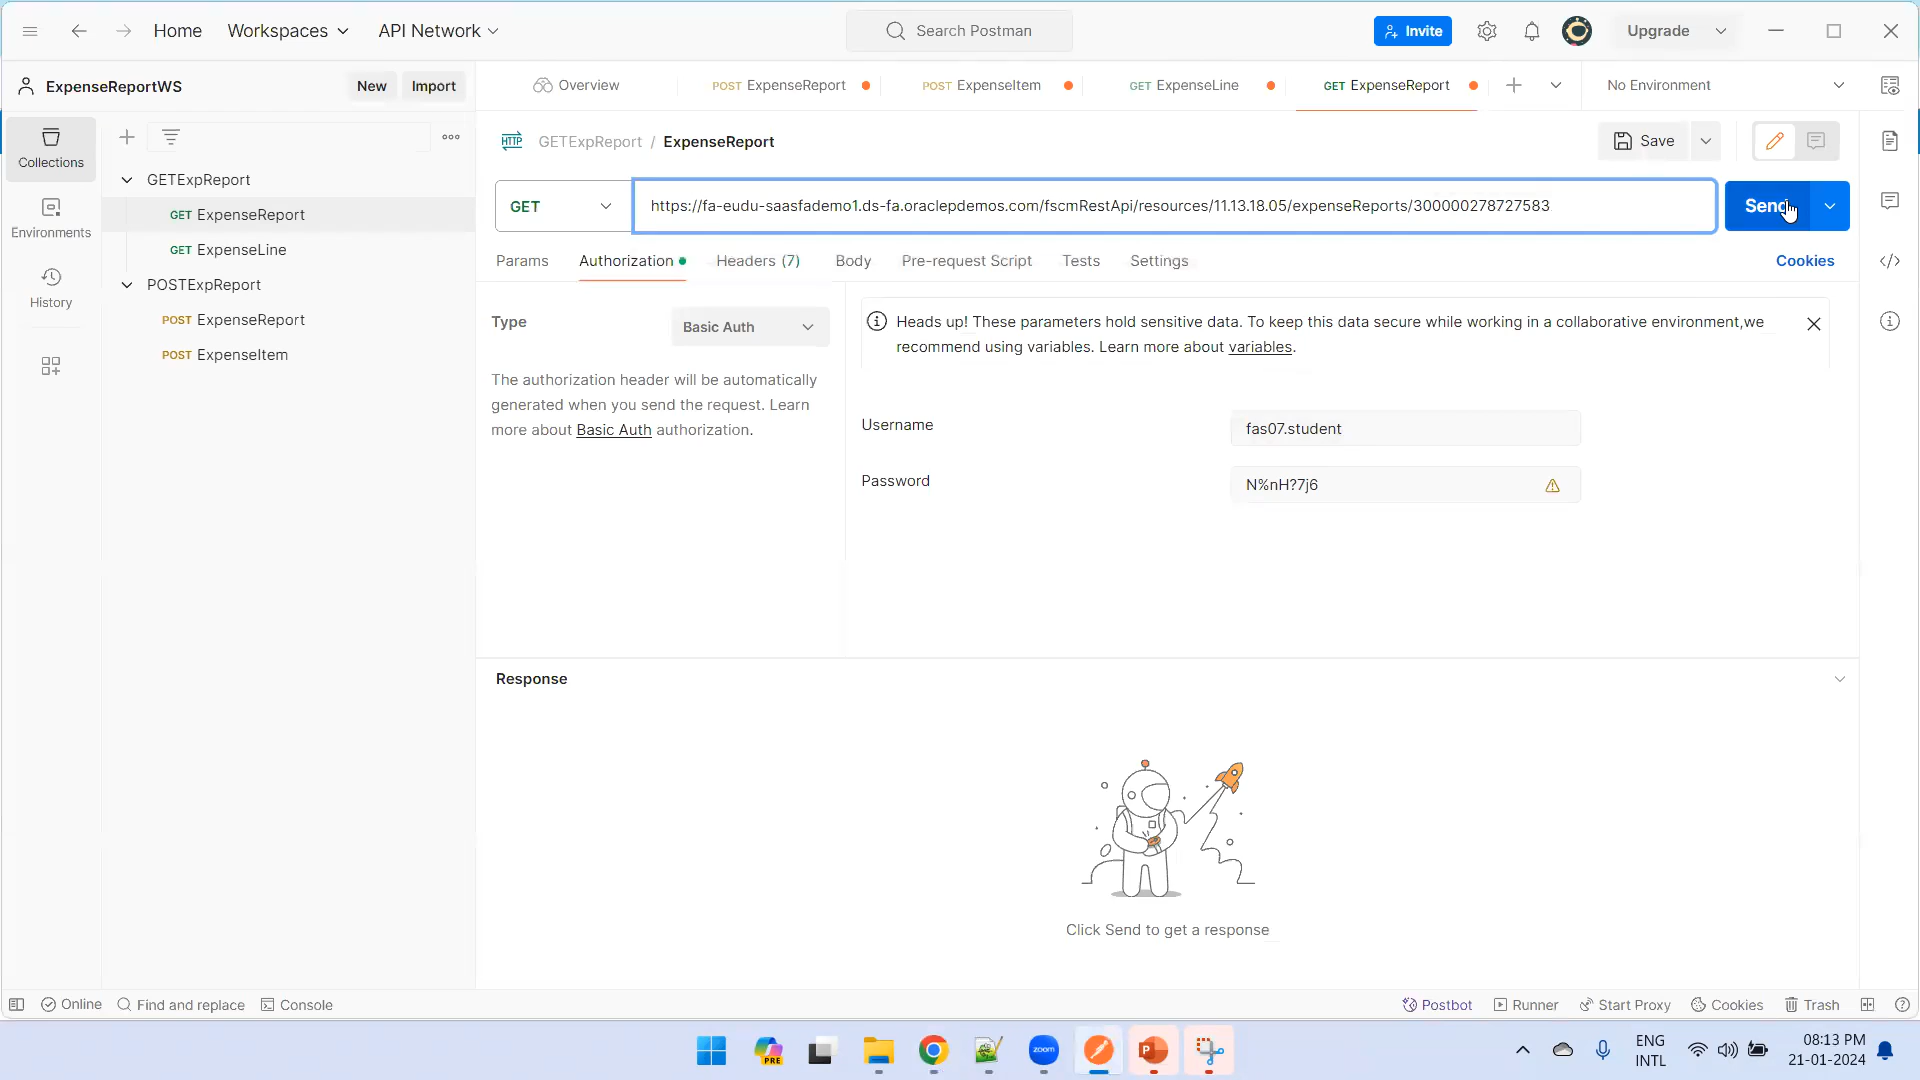 Home
Workspaces
API Network
Search Postman
Invite
Upgrade
ExpenseReportWS
New
Import
Overview
POST ExpenseReport
POST ExpenseItem
GET ExpenseLine
GET ExpenseReport
No Environment
Collections
Environments
History
GETExpReport
GET ExpenseReport
GET ExpenseLine
POSTExpReport
POST ExpenseReport
POST ExpenseItem
HTTP GETExpReport / ExpenseReport
Save
GET
https://fa-eudu-saasfademo1.ds-fa.oraclepdemos.com/fscmRestApi/resources/11.13.18.05/expenseReports/300000278727583
Send
Params
Authorization
Headers (7)
Body
Pre-request Script
Tests
Settings
Cookies
Type
Basic Auth
The authorization header will be automatically
generated when you send the request. Learn
more about Basic Auth authorization.
Heads up! These parameters hold sensitive data. To keep this data secure while working in a collaborative environment,we
recommend using variables. Learn more about variables.
Username
fas07.student
Password
N%nH?7j6
Response
Click Send to get a response
Online
Find and replace
Console
Postbot
Runner
Start Proxy
Cookies
Trash
PRE
zoom
ENG
INTL
08:13 PM
21-01-2024